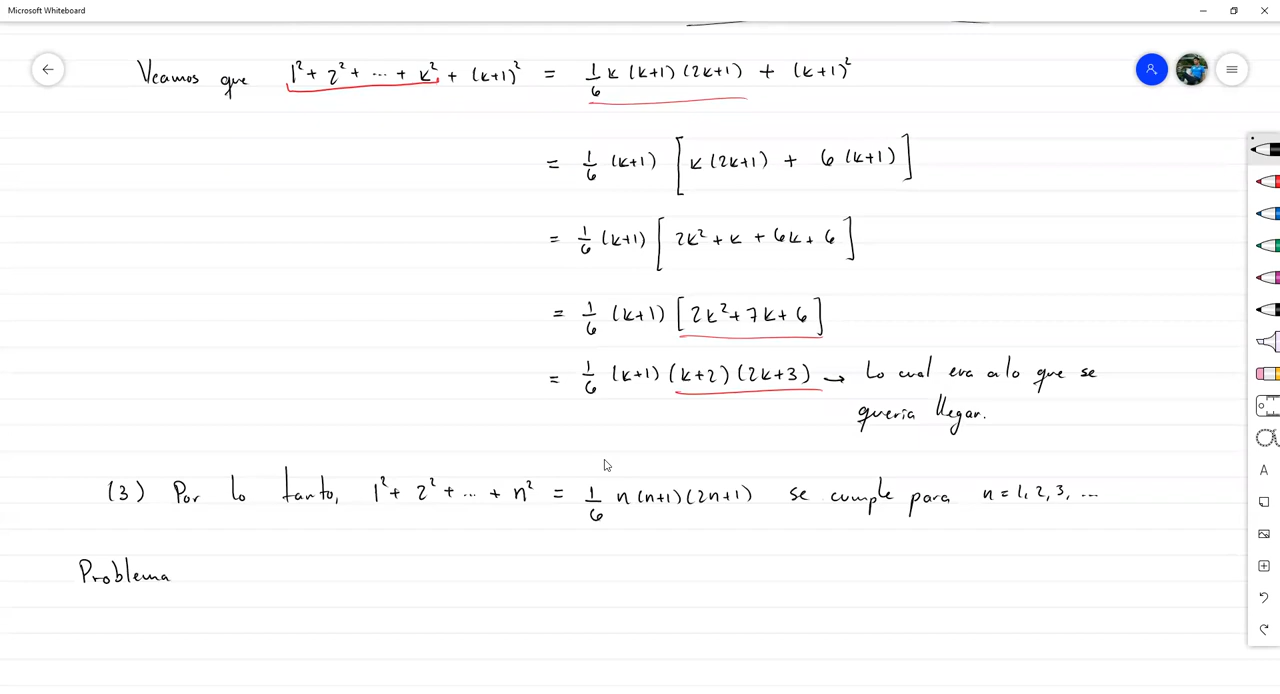 Microsoft Whiteboard
Veamos que 1² + 2² + ... + k² + (k+1)² = 1/6 k (k+1) (2k+1) + (k+1)²
= 1/6 (k+1) [k (2k+1) + 6 (k+1)]
= 1/6 (k+1) [2k² + k + 6k + 6]
= 1/6 (k+1) [2k² + 7k + 6]
= 1/6 (k+1) (k+2) (2k+3) → Lo cual era a lo que se
quería llegar.
(3) Por lo tanto, 1² + 2² + ... + n² = 1/6 n (n+1) (2n+1) se cumple para n = 1, 2, 3, ...
Problema